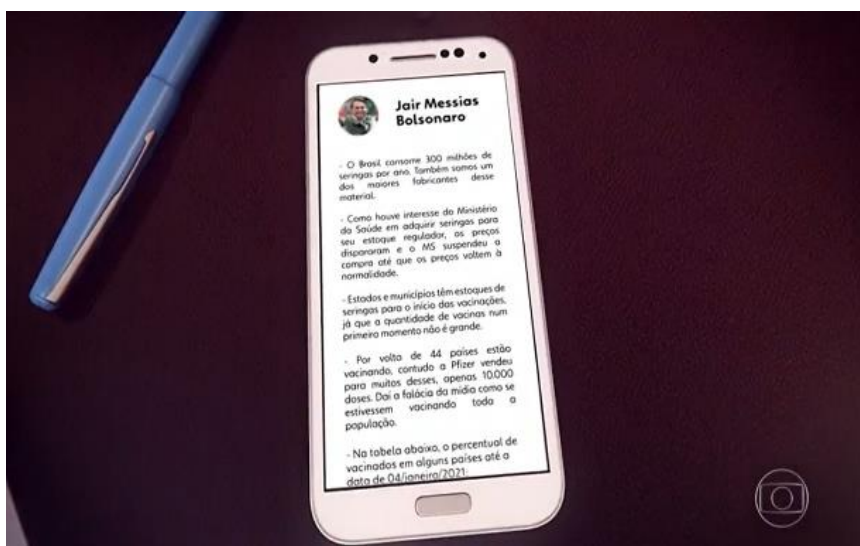 Jair Messias
Bolsonaro
- O Brasil consome 300 milhões de
seringas por ano. Também somos um
dos maiores fabricantes desse
material.
- Como houve interesse do Ministério
da Saúde em adquirir seringas para
seu estoque regulador, os preços
dispararam e o MS suspendeu a
compra até que os preços voltem à
normalidade.
- Estados e municípios têm estoques de
seringas para o início das vacinações,
já que a quantidade de vacinas num
primeiro momento não é grande.
- Por volta de 44 países estão
vacinando, contudo a Pfizer vendeu
para muitos desses, apenas 10.000
doses. Daí a falácia da mídia como se
estivessem vacinando toda a
população.
- Na tabela abaixo, o percentual de
vacinados em alguns países até a
data de 04/janeiro/2021: